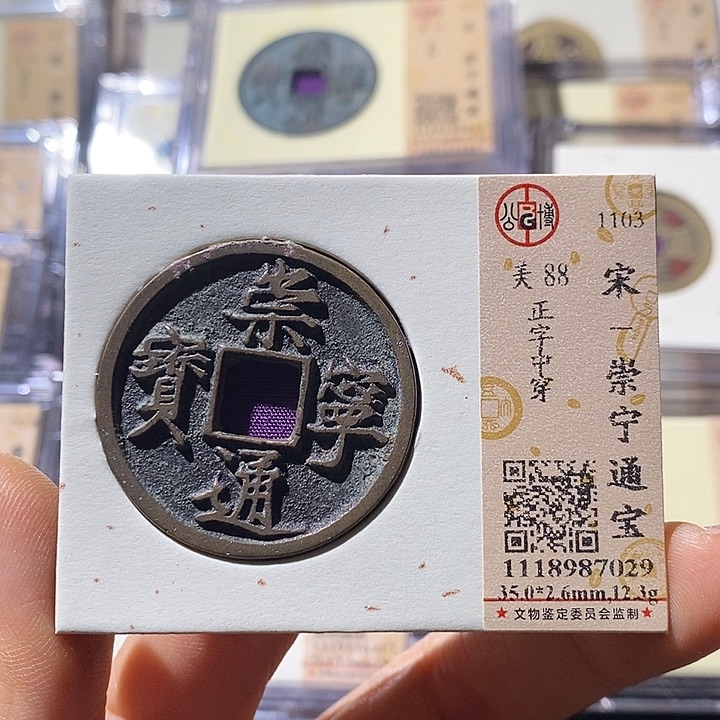 崇寧通寶
公博
1103
美 88
正字中穿
宋—崇宁通宝
1118987029
35.0*2.6mm,12.3g
★文物鉴定委员会监制★